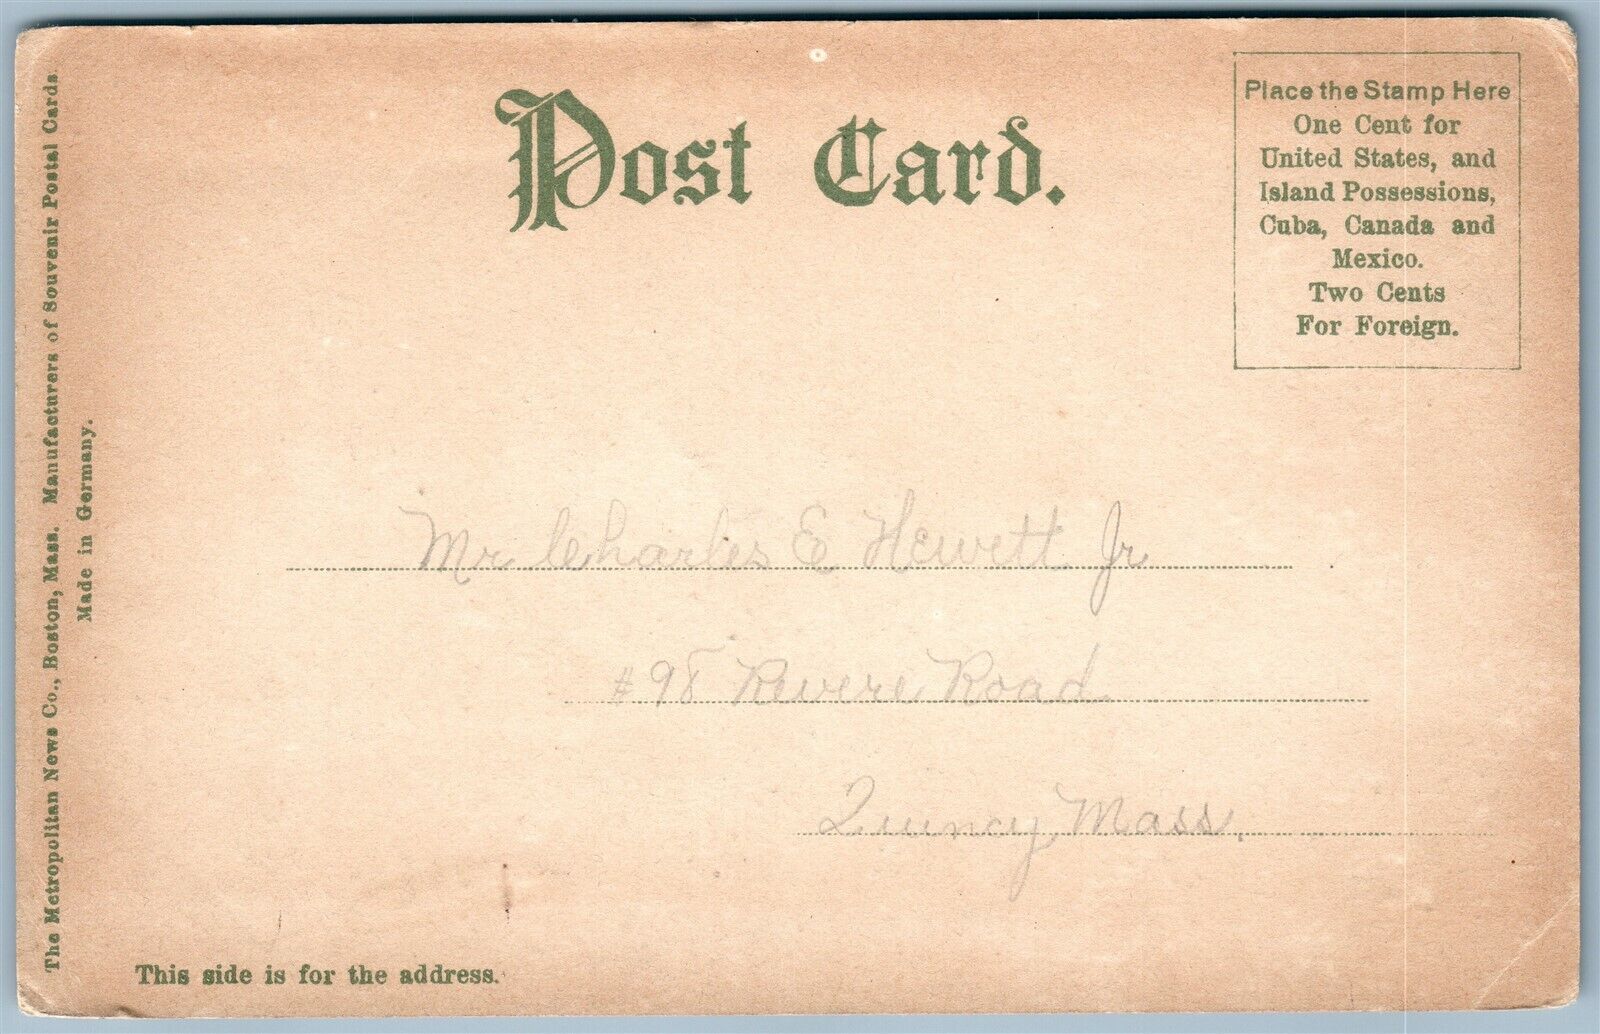 Post Card.
Place the Stamp Here
One Cent for
United States, and
Island Possessions,
Cuba, Canada and
Mexico.
Two Cents
For Foreign.
The Metropolitan News Co., Boston, Mass. Manufacturers of Souvenir Postal Cards.
Made in Germany.
Mr Charles E Hewett Jr
#98 Revere Road
Quincy Mass.
This side is for the address.